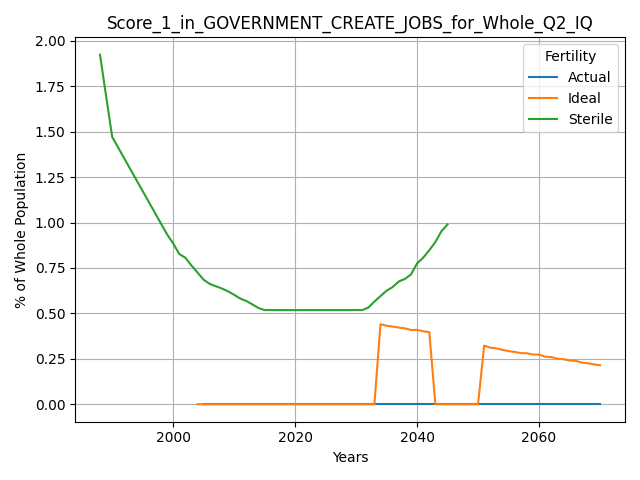 Score_1_in_GOVERNMENT_CREATE_JOBS_for_Whole_Q2_IQ
2.00
1.75
1.50
1.25
1.00
0.75
0.50
0.25
0.00
% of Whole Population
Fertility
Actual
Ideal
Sterile
2000 2020 2040 2060
Years